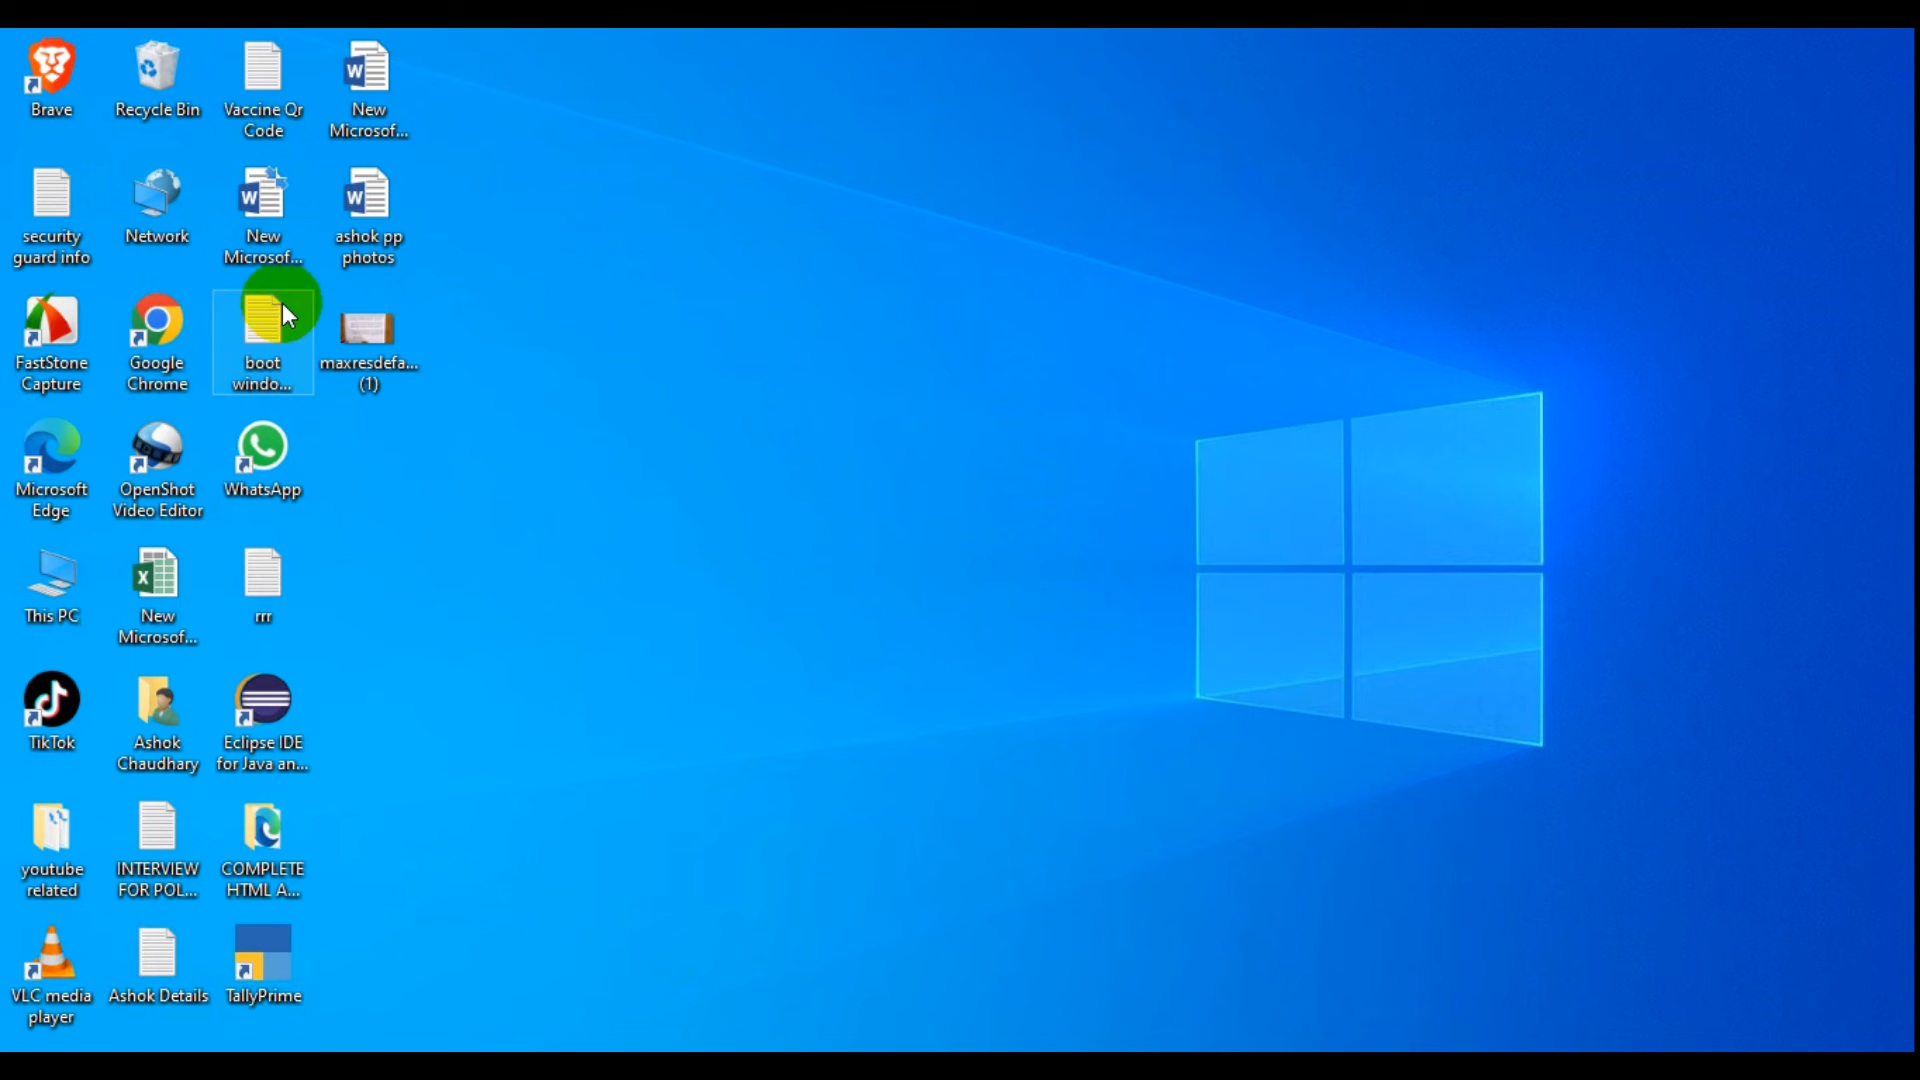 Brave
Recycle Bin
Vaccine Qr
Code
New
Microsof...
security
guard info
Network
New
Microsof...
ashok pp
photos
FastStone
Capture
Google
Chrome
boot
windo...
maxresdefa...
(1)
Microsoft
Edge
OpenShot
Video Editor
WhatsApp
This PC
New
Microsof...
rrr
TikTok
Ashok
Chaudhary
Eclipse IDE
for Java an...
youtube
related
INTERVIEW
FOR POL...
COMPLETE
HTML A...
VLC media
player
Ashok Details
TallyPrime